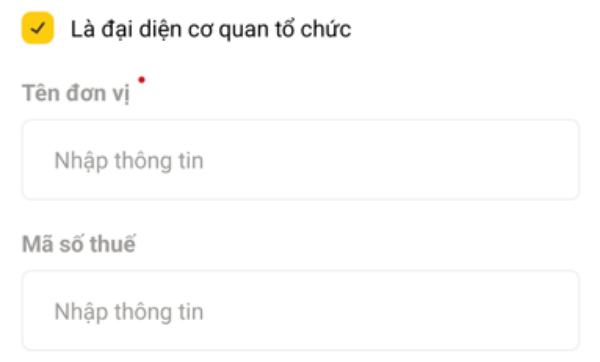 Là đại diện cơ quan tổ chức
Tên đơn vị
Nhập thông tin
Mã số thuế
Nhập thông tin